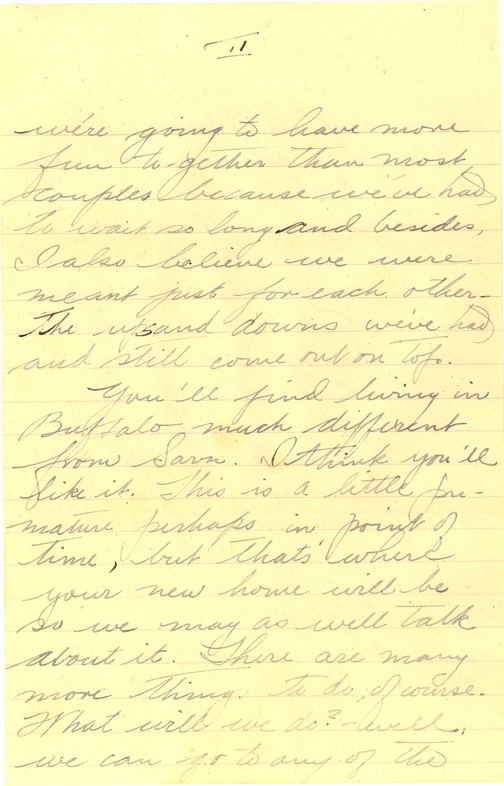 II
we're going to have more
fun to-gether than most
couples because we've had
to wait so long and besides,
I also believe we were
meant just for each other-
the ups and downs we've had
and still come out on top.
You'll find living in
Buffalo much different
from Sarn. I think you'll
like it. This is a little pre-
mature perhaps in point of
time, but thats' where
your new home will be
so we may as well talk
about it. There are many
more thing. to do, of course.
What will we do? - well,
we can go to any of the